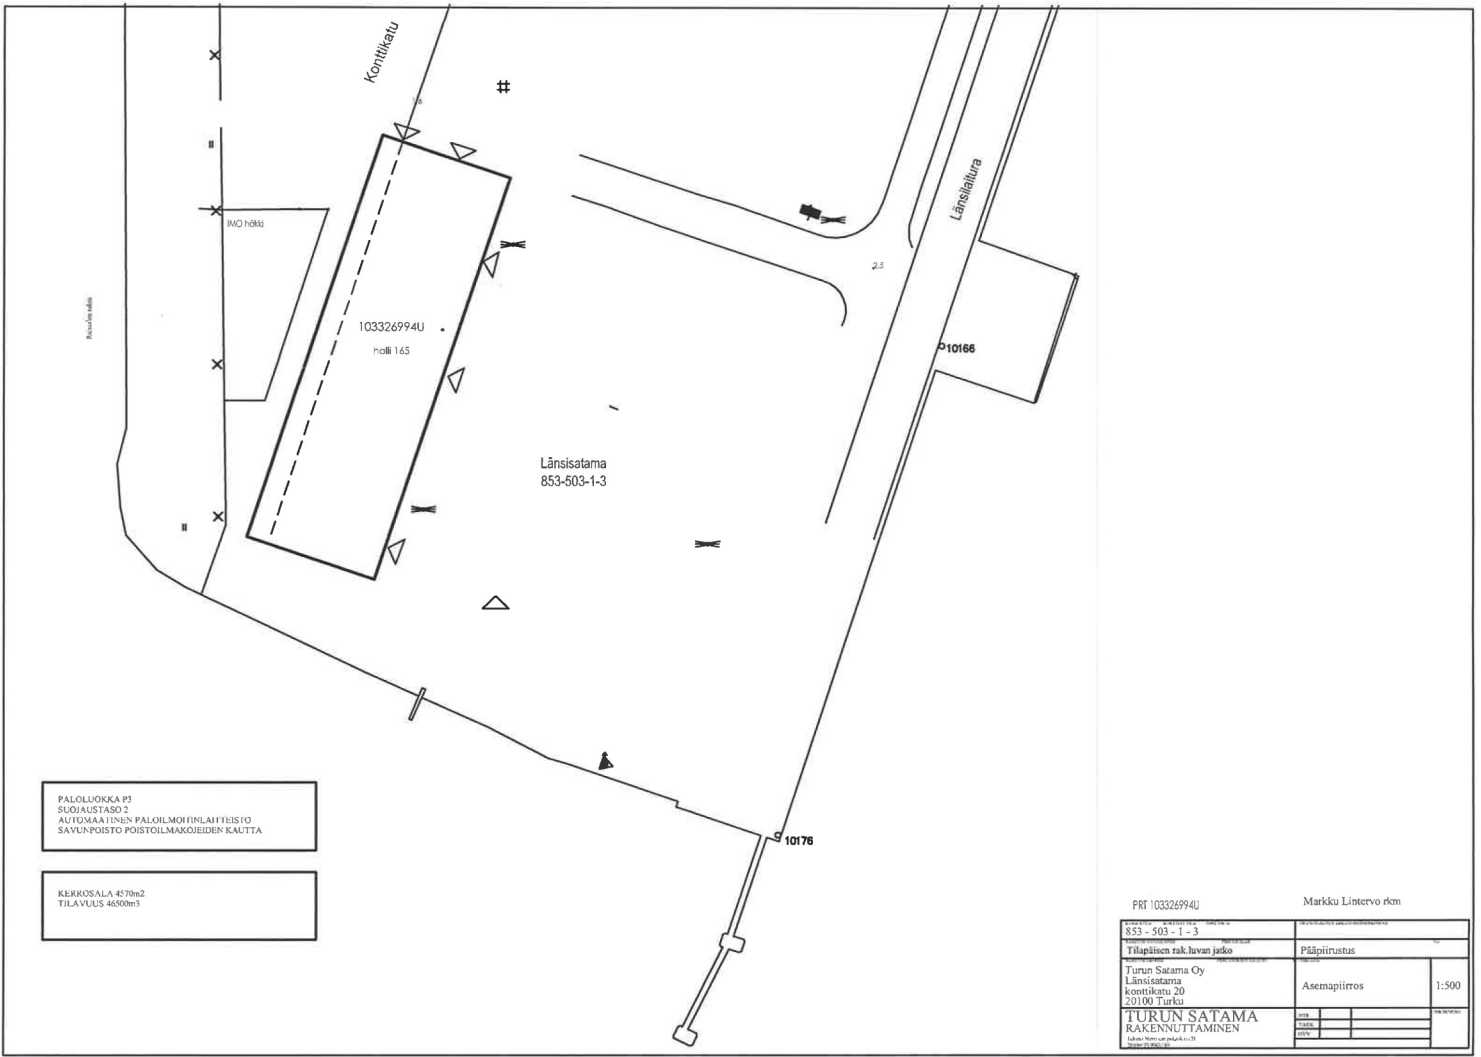 Konttikatu
#
Länsilaitura
IMO häkki
2.5
103326994U
halli 165
10166
Länsisatama
853-503-1-3
10176
PALOLUOKKA P3
SUOJAUSTASO 2
AUTOMAATINEN PALOILMOITINLAITTEISTO
SAVUNPOISTO POISTOILMAKOJEIDEN KAUTTA
KERROSALA 4570m2
TILAVUUS 46500m3
PRT 103326994U
Markku Lintervo rkm
853 - 503 - 1 - 3
Tilapäisen rak.luvan jatko
Pääpiirustus
Turun Satama Oy
Länsisatama
konttikatu 20
20100 Turku
Asemapiirros
1:500
TURUN SATAMA
RAKENNUTTAMINEN